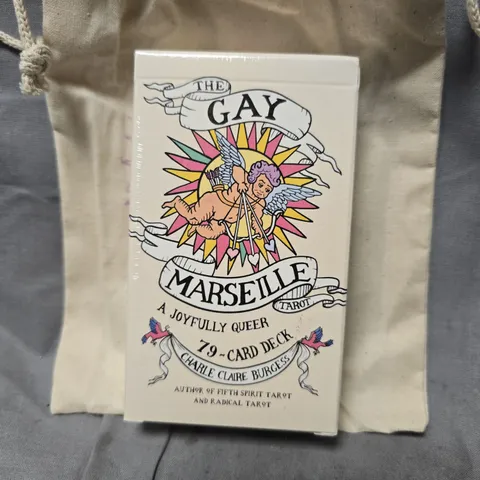 THE
GAY
MARSEILLE
TAROT
A JOYFULLY QUEER
79-CARD DECK
CHARLIE CLAIRE BURGESS
AUTHOR OF FIFTH SPIRIT TAROT
AND RADICAL TAROT